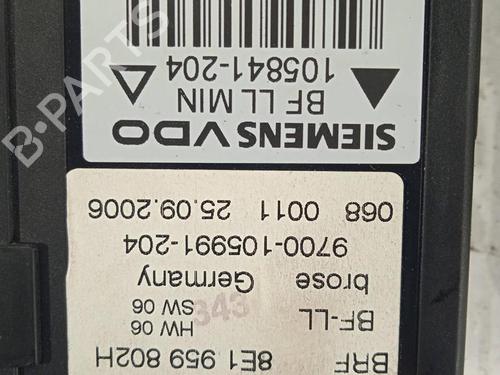 BRF 8E1 959 802H
BF-LL HW 06
SW 06
343
brose Germany
9700-105991-204
068 0011 25.09.2006
SIEMENS VDO
BF LL MIN
105841-204
B-PARTS